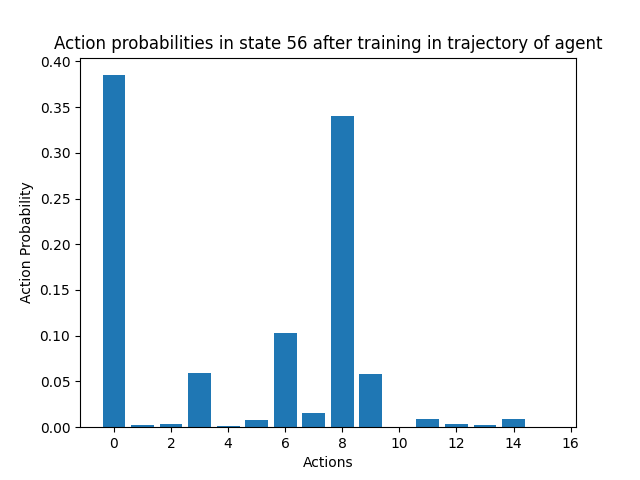 Action probabilities in state 56 after training in trajectory of agent
0.40
0.35
0.30
0.25
0.20
0.15
0.10
0.05
0.00
Action Probability
0 2 4 6 8 10 12 14 16
Actions